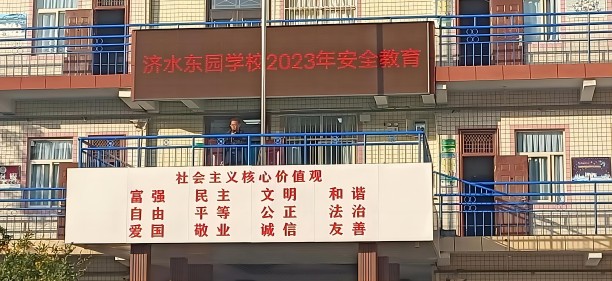 济水东园学校2023年安全教育
社会主义核心价值观
富强 民主 文明 和谐
自由 平等 公正 法治
爱国 敬业 诚信 友善